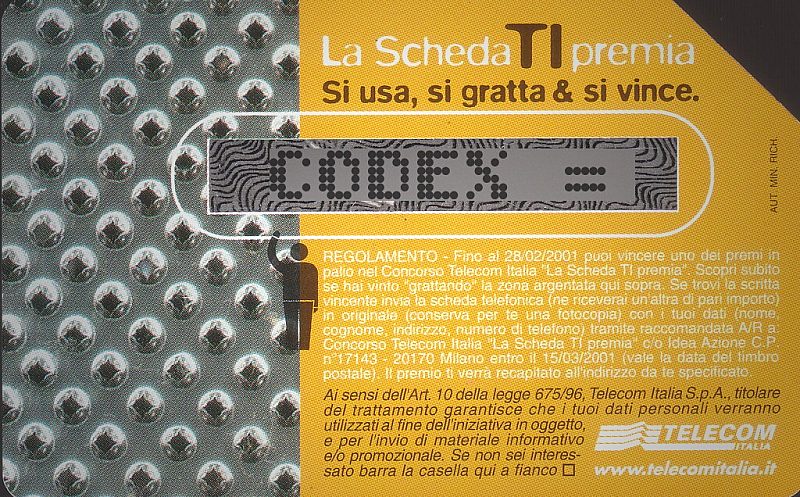 La Scheda TI premia
Si usa, si gratta & si vince.
CODEX =
AUT. MIN. RICH.
REGOLAMENTO - Fino al 28/02/2001 puoi vincere uno dei premi in
palio nel Concorso Telecom Italia "La Scheda TI premia". Scopri subito
se hai vinto "grattando" la zona argentata qui sopra. Se trovi la scritta
vincente invia la scheda telefonica (ne riceverai un'altra di pari importo)
in originale (conserva per te una fotocopia) con i tuoi dati (nome,
cognome, indirizzo, numero di telefono) tramite raccomandata A/R a:
Concorso Telecom Italia "La Scheda TI premia" c/o Idea Azione C.P.
n°17143 - 20170 Milano entro il 15/03/2001 (vale la data del timbro
postale). Il premio ti verrà recapitato all'indirizzo da te specificato.
Ai sensi dell'Art. 10 della legge 675/96, Telecom Italia S.p.A., titolare
del trattamento garantisce che i tuoi dati personali verranno
utilizzati al fine dell'iniziativa in oggetto,
e per l'invio di materiale informativo
e/o promozionale. Se non sei interes-
sato barra la casella qui a fianco
TELECOM
ITALIA
www.telecomitalia.it